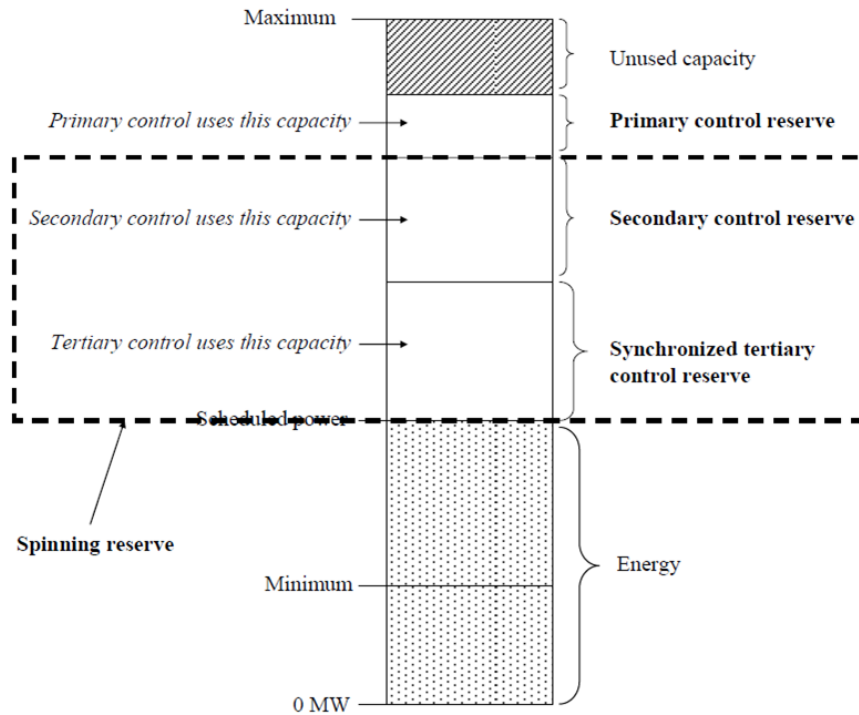 Maximum
Unused capacity
Primary control uses this capacity
Primary control reserve
Secondary control uses this capacity
Secondary control reserve
Tertiary control uses this capacity
Synchronized tertiary
control reserve
Scheduled power
Spinning reserve
Energy
Minimum
0 MW